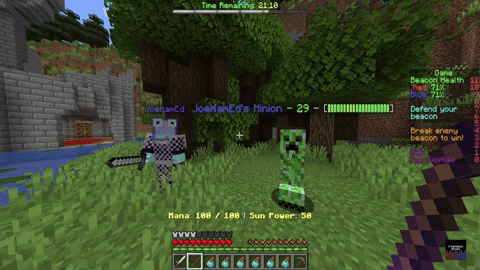 Time Remaining: 21:10
Game
Beacon Health
Red: 71%
Blue: 71%
JoeHamEd JoeHamEd's Minion - 29 - [||||||||||||||||||||]
Defend your
beacon
Break enemy
beacon to win!
Mana: 100 / 100 | Sun Power: 50